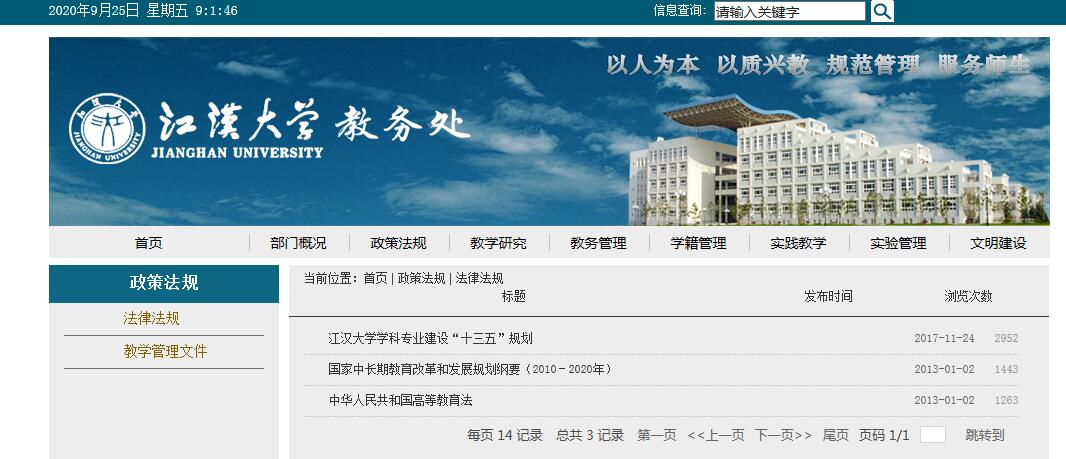 2020年9月25日 星期五 9:1:46 信息查询: 请输入关键字
以人为本 以质兴教 规范管理 服务师生
江漢大学 教务处
JIANGHAN UNIVERSITY
首页 部门概况 政策法规 教学研究 教务管理 学籍管理 实践教学 实验管理 文明建设
政策法规
法律法规
教学管理文件
当前位置：首页 | 政策法规 | 法律法规
标题 发布时间 浏览次数
江汉大学学科专业建设“十三五”规划 2017-11-24 2952
国家中长期教育改革和发展规划纲要（2010－2020年） 2013-01-02 1443
中华人民共和国高等教育法 2013-01-02 1263
每页 14 记录 总共 3 记录 第一页 <<上一页 下一页>> 尾页 页码 1/1 跳转到